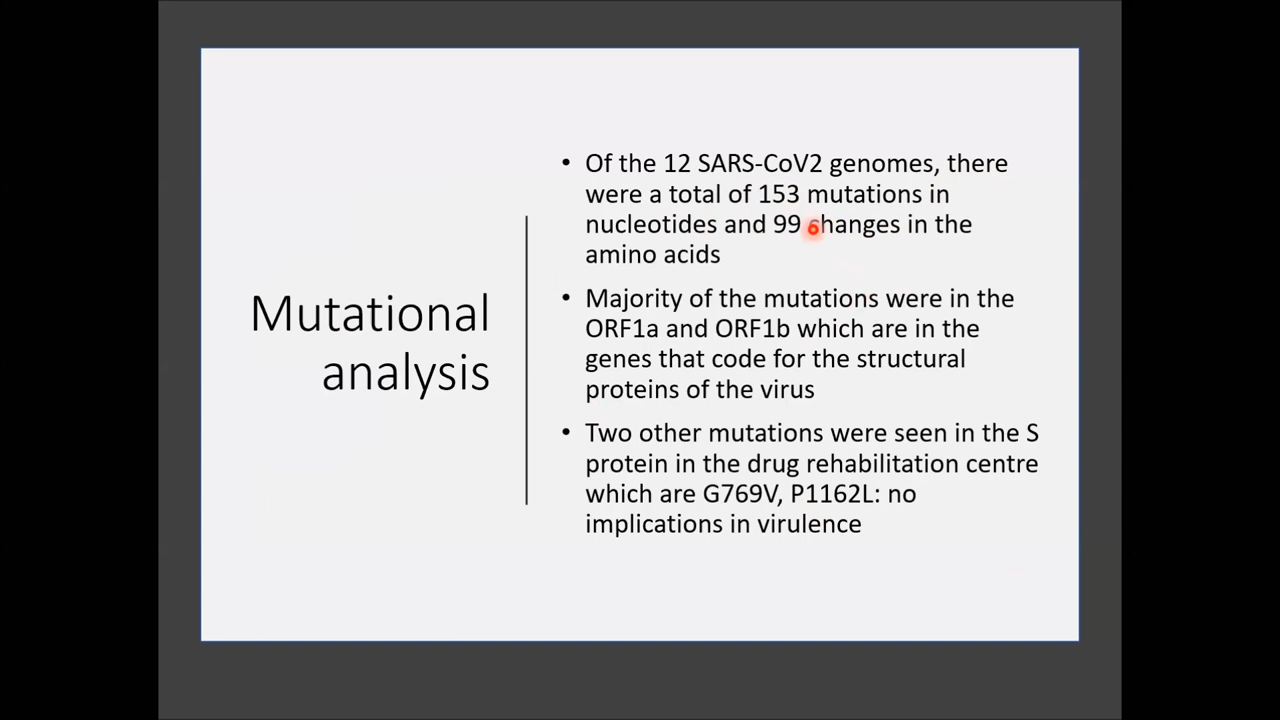 Mutational
analysis
• Of the 12 SARS-CoV2 genomes, there
were a total of 153 mutations in
nucleotides and 99 changes in the
amino acids
• Majority of the mutations were in the
ORF1a and ORF1b which are in the
genes that code for the structural
proteins of the virus
• Two other mutations were seen in the S
protein in the drug rehabilitation centre
which are G769V, P1162L: no
implications in virulence